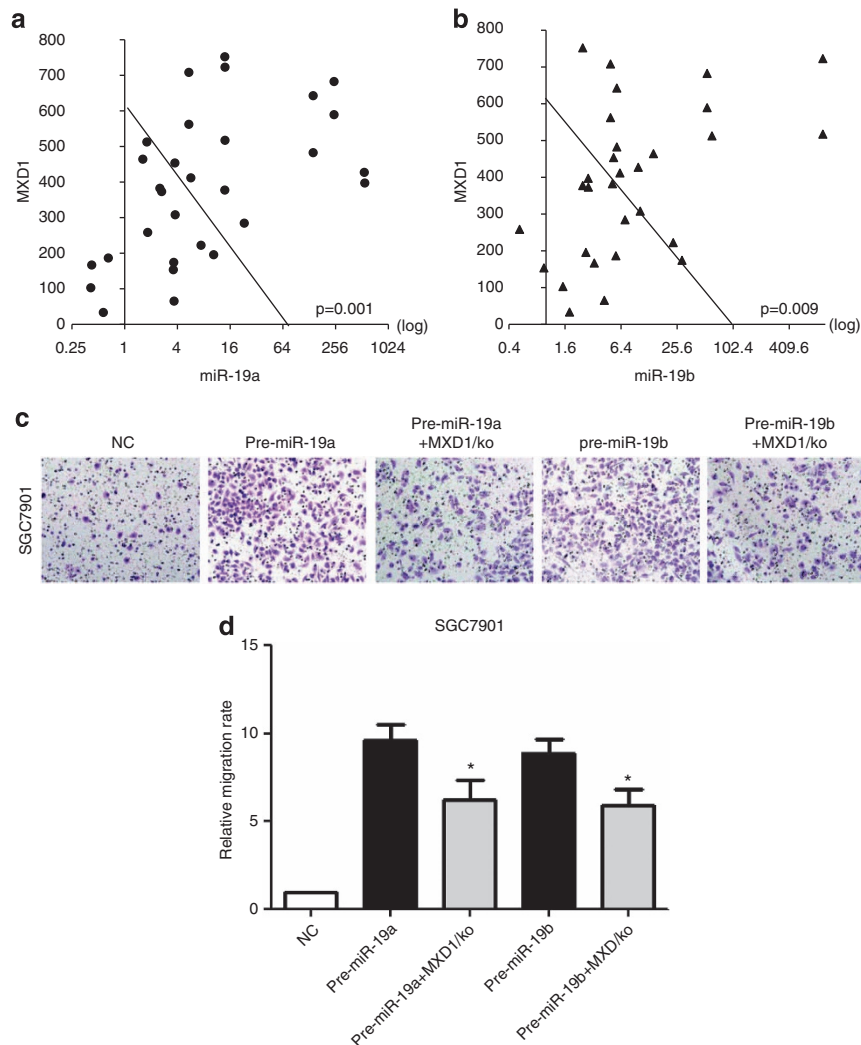 a
800
700
600
500
400
300
200
100
0
MXD1
p=0.001
(log)
0.25 1 4 16 64 256 1024
miR-19a
b
800
700
600
500
400
300
200
100
0
MXD1
p=0.009
(log)
0.4 1.6 6.4 25.6 102.4 409.6
miR-19b
c
NC
Pre-miR-19a
Pre-miR-19a
+MXD1/ko
pre-miR-19b
Pre-miR-19b
+MXD1/ko
SGC7901
d
SGC7901
15
10
5
0
Relative migration rate
*
*
NC
Pre-miR-19a
Pre-miR-19a+MXD1/ko
Pre-miR-19b
Pre-miR-19b+MXD/ko